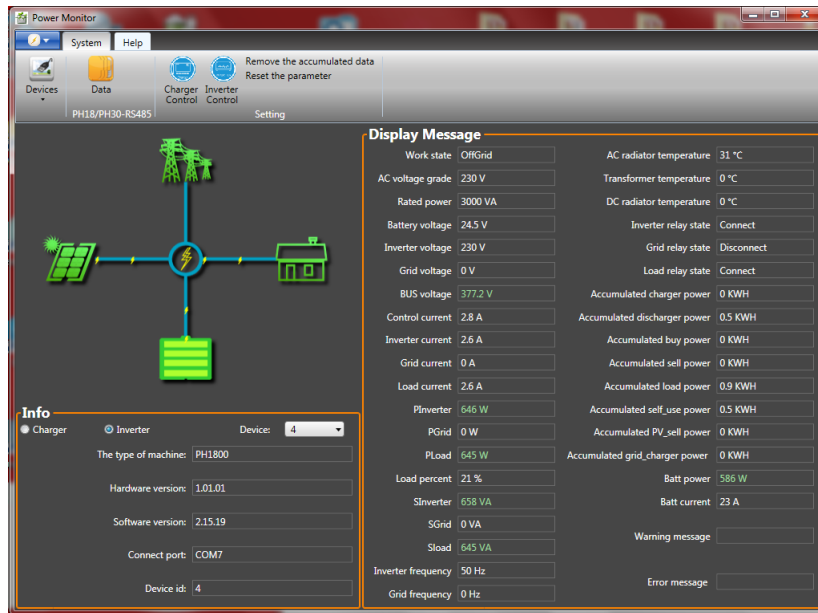 Power Monitor
System Help
Remove the accumulated data
Reset the parameter
Devices Data Charger Control Inverter Control
PH18/PH30-RS485 Setting
Display Message
Work state OffGrid
AC voltage grade 230 V
Rated power 3000 VA
Battery voltage 24.5 V
Inverter voltage 230 V
Grid voltage 0 V
BUS voltage 377.2 V
Control current 2.8 A
Inverter current 2.6 A
Grid current 0 A
Load current 2.6 A
PInverter 646 W
PGrid 0 W
PLoad 645 W
Load percent 21 %
SInverter 658 VA
SGrid 0 VA
Sload 645 VA
Inverter frequency 50 Hz
Grid frequency 0 Hz
AC radiator temperature 31 °C
Transformer temperature 0 °C
DC radiator temperature 0 °C
Inverter relay state Connect
Grid relay state Disconnect
Load relay state Connect
Accumulated charger power 0 KWH
Accumulated discharger power 0.5 KWH
Accumulated buy power 0 KWH
Accumulated sell power 0 KWH
Accumulated load power 0.9 KWH
Accumulated self_use power 0.5 KWH
Accumulated PV_sell power 0 KWH
Accumulated grid_charger power 0 KWH
Batt power 586 W
Batt current 23 A
Warning message
Error message
Info
Charger Inverter Device: 4
The type of machine: PH1800
Hardware version: 1.01.01
Software version: 2.15.19
Connect port: COM7
Device id: 4